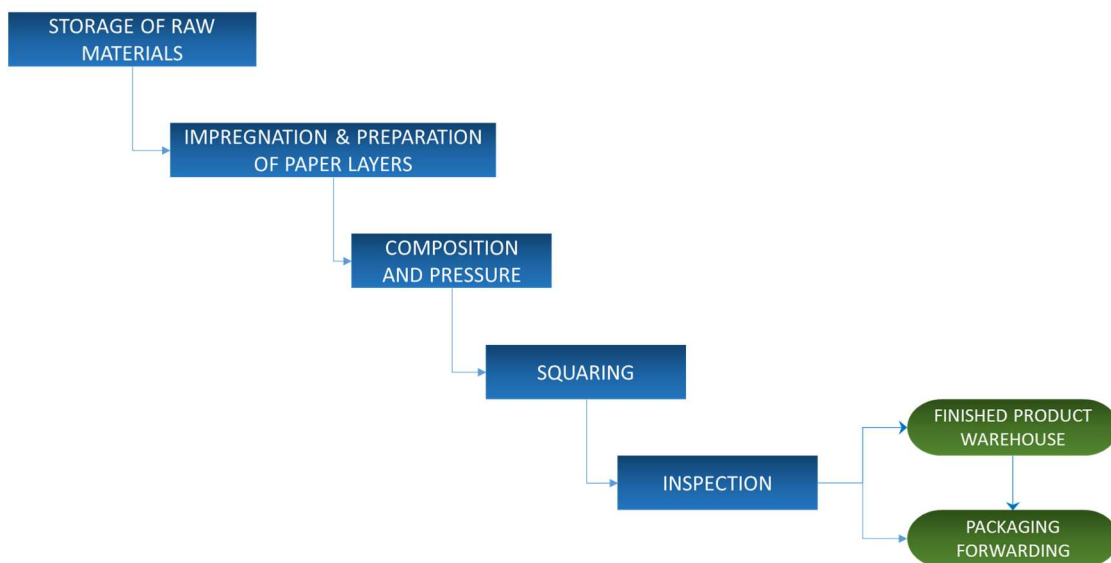 STORAGE OF RAW
MATERIALS
IMPREGNATION & PREPARATION
OF PAPER LAYERS
COMPOSITION
AND PRESSURE
SQUARING
FINISHED PRODUCT
WAREHOUSE
INSPECTION
PACKAGING
FORWARDING